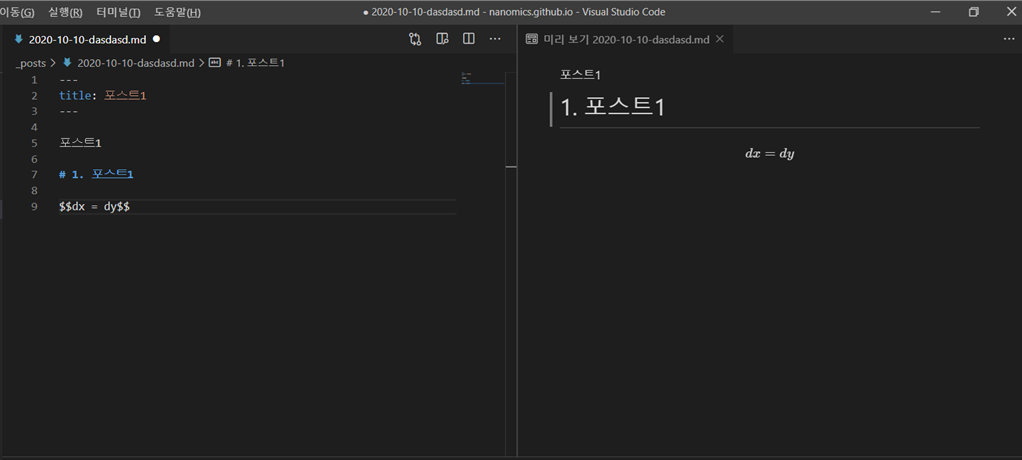 이동(G) 실행(R) 터미널(T) 도움말(H) ● 2020-10-10-dasdasd.md - nanomics.github.io - Visual Studio Code
2020-10-10-dasdasd.md ●
_posts > 2020-10-10-dasdasd.md > # 1. 포스트1
1 ---
2 title: 포스트1
3 ---
4
5 포스트1
6
7 # 1. 포스트1
8
9 $$dx = dy$$
미리 보기 2020-10-10-dasdasd.md
포스트1
1. 포스트1
dx = dy